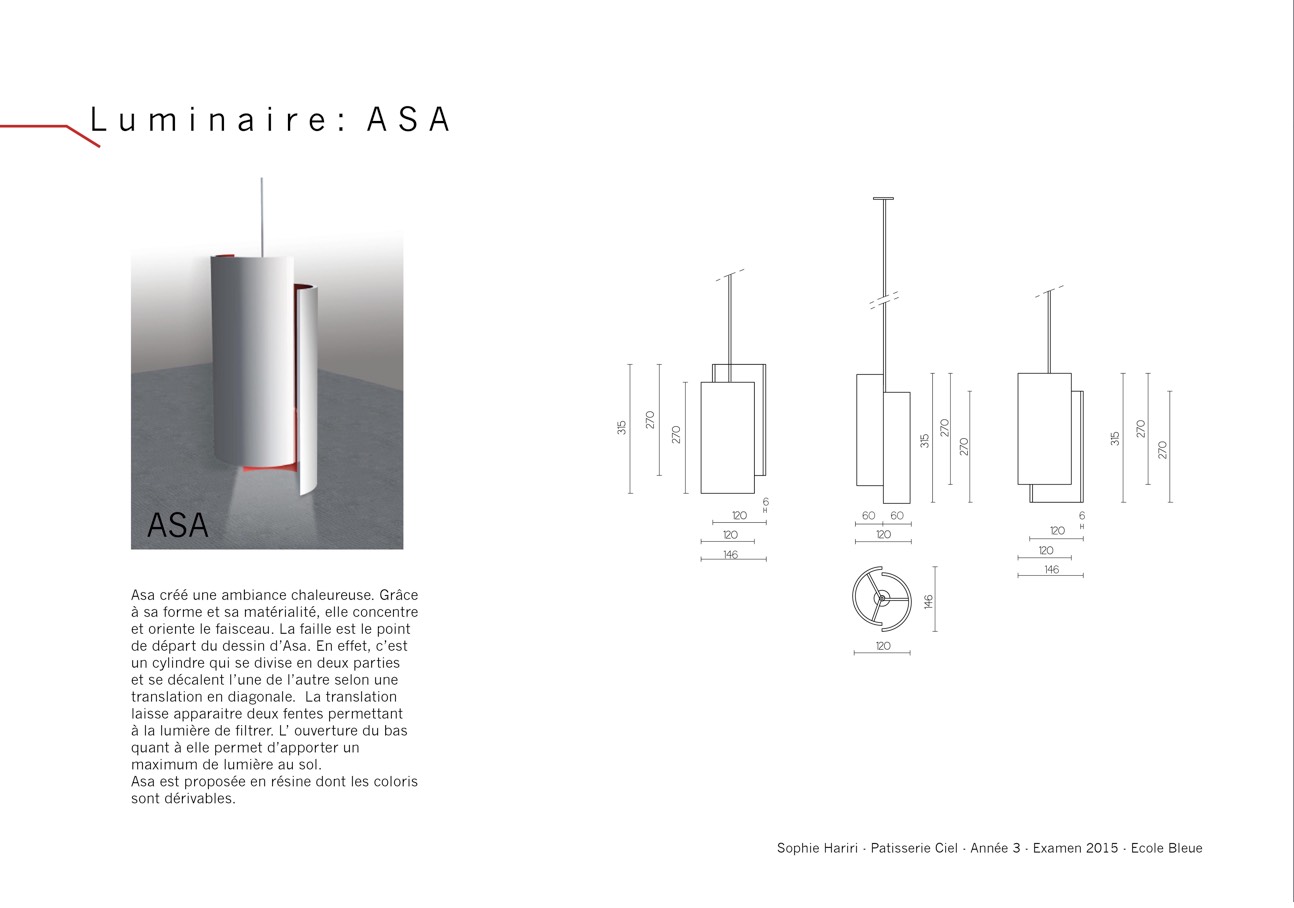 Luminaire: ASA
ASA
Asa créé une ambiance chaleureuse. Grâce
à sa forme et sa matérialité, elle concentre
et oriente le faisceau. La faille est le point
de départ du dessin d’Asa. En effet, c’est
un cylindre qui se divise en deux parties
et se décalent l’une de l’autre selon une
translation en diagonale.  La translation
laisse apparaitre deux fentes permettant
à la lumière de filtrer. L’ ouverture du bas
quant à elle permet d’apporter un
maximum de lumière au sol.
Asa est proposée en résine dont les coloris
sont dérivables.
315
270
270
6
120
120
146
315
270
270
60 60
120
146
120
315
270
270
6
120
120
146
Sophie Hariri · Patisserie Ciel · Année 3 · Examen 2015 · Ecole Bleue